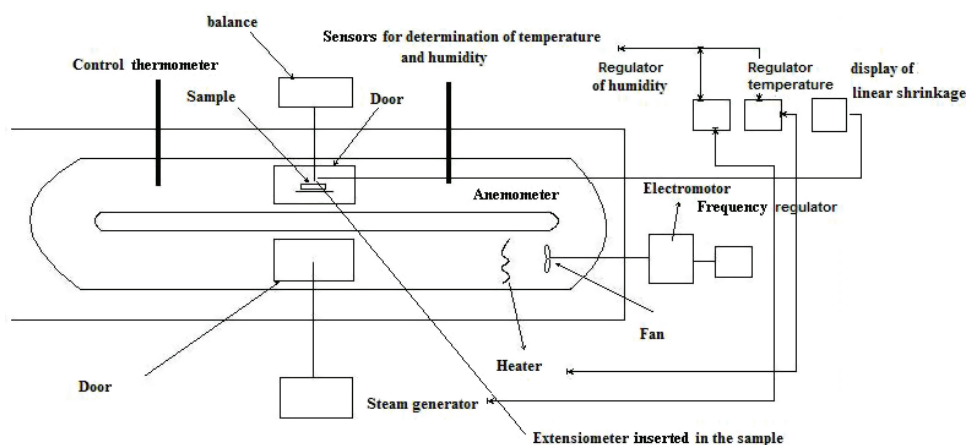 balance
Sensors for determination of temperature
and humidity
Control thermometer
Sample
Door
Regulator
of humidity
Regulator
temperature
display of
linear shrinkage
Anemometer
Electromotor
Frequency regulator
Fan
Heater
Door
Steam generator
Extensiometer inserted in the sample